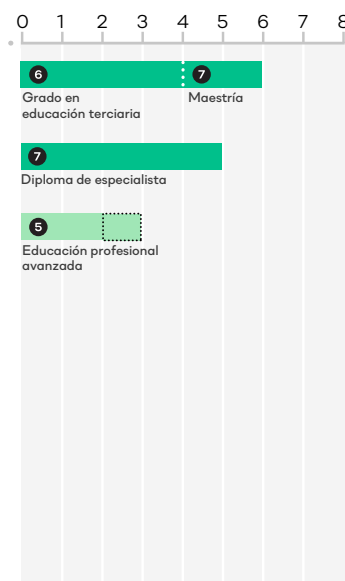 0 1 2 3 4 5 6 7 8
6 7
Grado en Maestría
educación terciaria
7
Diploma de especialista
5
Educación profesional
avanzada